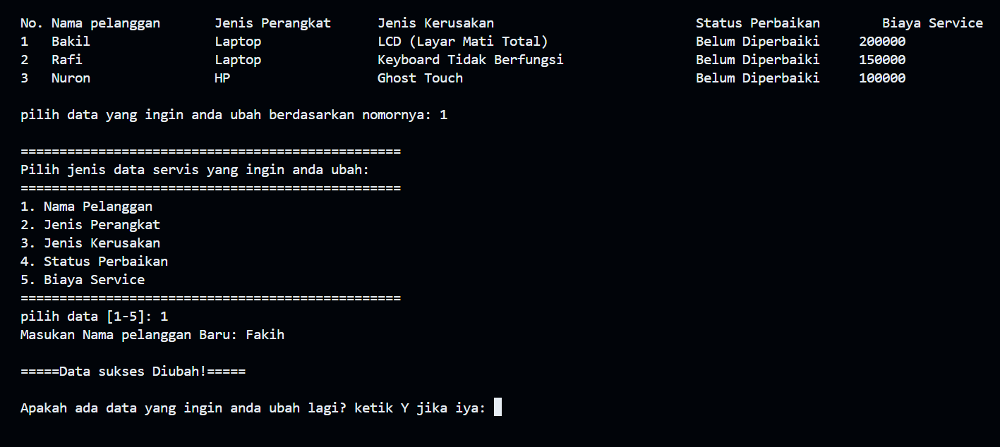 No. Nama pelanggan Jenis Perangkat Jenis Kerusakan Status Perbaikan Biaya Service
1 Bakil Laptop LCD (Layar Mati Total) Belum Diperbaiki 200000
2 Rafi Laptop Keyboard Tidak Berfungsi Belum Diperbaiki 150000
3 Nuron HP Ghost Touch Belum Diperbaiki 100000
pilih data yang ingin anda ubah berdasarkan nomornya: 1
=================================================
Pilih jenis data servis yang ingin anda ubah:
=================================================
1. Nama Pelanggan
2. Jenis Perangkat
3. Jenis Kerusakan
4. Status Perbaikan
5. Biaya Service
=================================================
pilih data [1-5]: 1
Masukan Nama pelanggan Baru: Fakih
=====Data sukses Diubah!=====
Apakah ada data yang ingin anda ubah lagi? ketik Y jika iya: